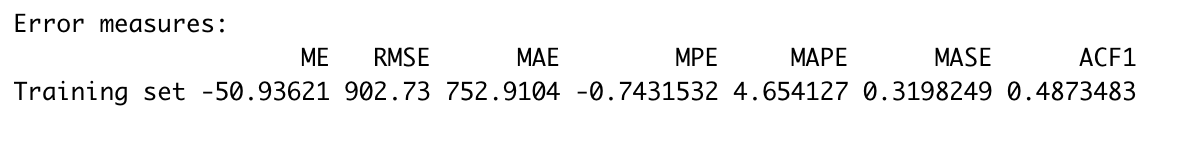 Error measures:
ME RMSE MAE MPE MAPE MASE ACF1
Training set -50.93621 902.73 752.9104 -0.7431532 4.654127 0.3198249 0.4873483